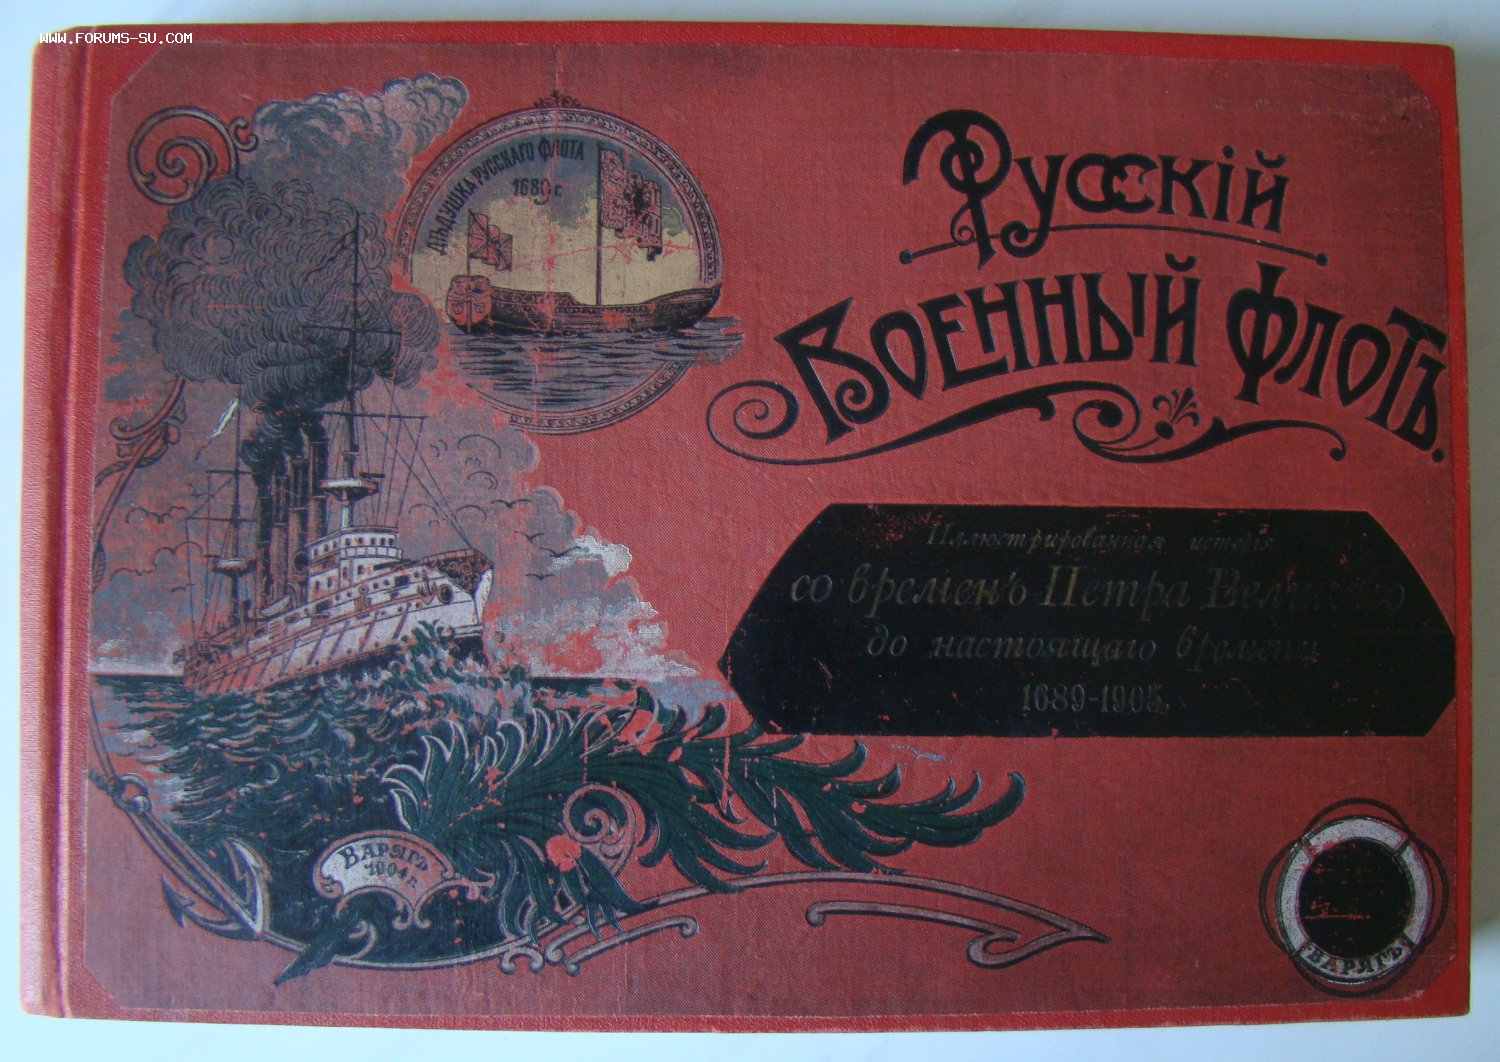 www.forums-su.com
ДѢДУШКА РУССКАГО ФЛОТА
1689 г.
Русскій
Военный Флотъ.
Иллюстрированная исторія
со временъ Петра Великаго
до настоящаго времени
1689-1905.
ВАРЯГЪ
1904 г.
ВАРЯГЪ